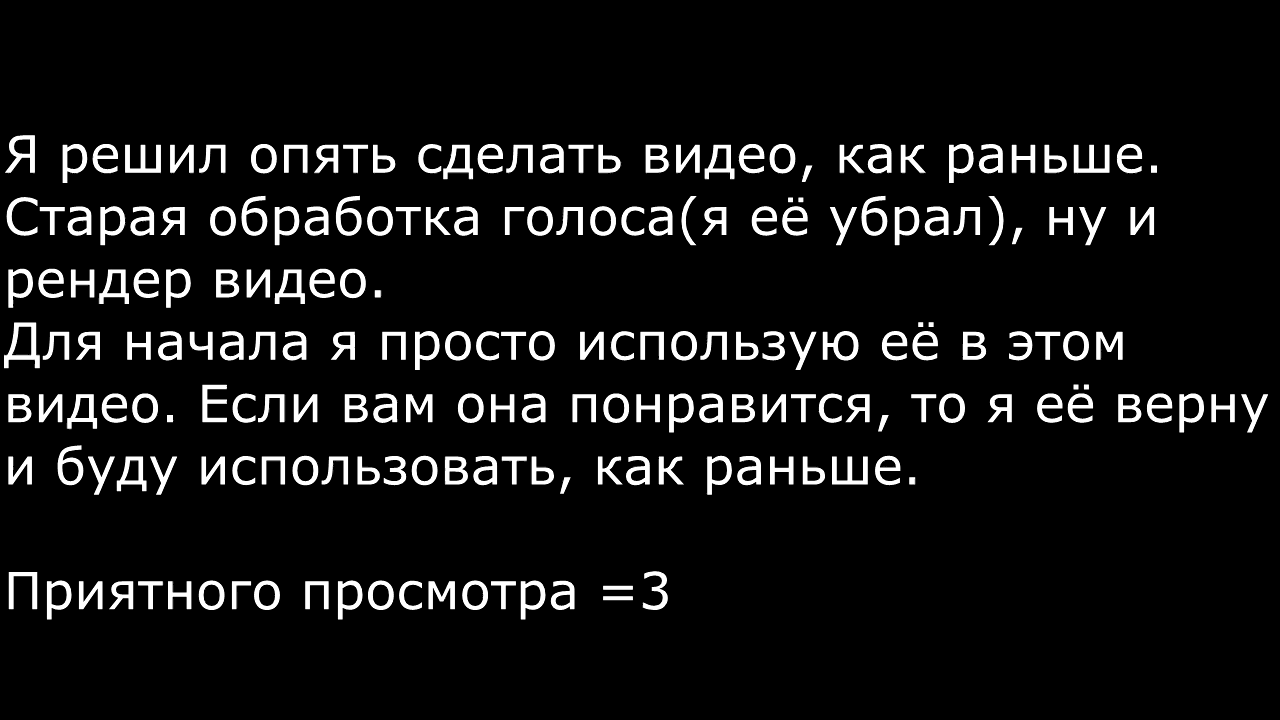 Я решил опять сделать видео, как раньше.
Старая обработка голоса(я её убрал), ну и
рендер видео.
Для начала я просто использую её в этом
видео. Если вам она понравится, то я её верну
и буду использовать, как раньше.
Приятного просмотра =3